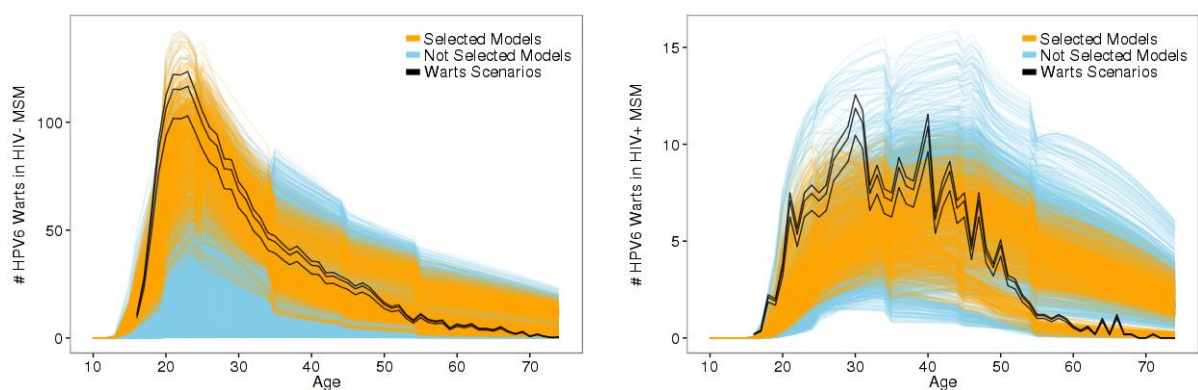 # HPV6 Warts in HIV- MSM
100
50
0
10 20 30 40 50 60 70
Age
Selected Models
Not Selected Models
Warts Scenarios
# HPV6 Warts in HIV+ MSM
15
10
5
0
10 20 30 40 50 60 70
Age
Selected Models
Not Selected Models
Warts Scenarios